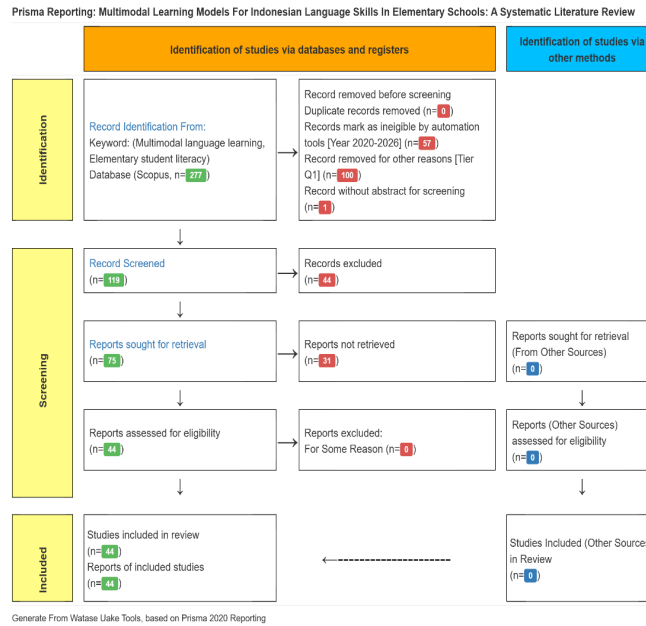 Prisma Reporting: Multimodal Learning Models For Indonesian Language Skills In Elementary Schools: A Systematic Literature Review
Identification of studies via databases and registers
Identification of studies via
other methods
Identification
Record Identification From:
Keyword: (Multimodal language learning,
Elementary student literacy)
Database (Scopus, n=277)
Record removed before screening
Duplicate records removed (n=0)
Records mark as ineigible by automation
tools [Year 2020-2026] (n=57)
Record removed for other reasons [Tier
Q1] (n=100)
Record without abstract for screening
(n=1)
Screening
Record Screened
(n=119)
Records excluded
(n=44)
Reports sought for retrieval
(n=75)
Reports not retrieved
(n=31)
Reports sought for retrieval
(From Other Sources)
(n=0)
Reports assessed for eligibility
(n=44)
Reports excluded:
For Some Reason (n=0)
Reports (Other Sources)
assessed for eligibility
(n=0)
Included
Studies included in review
(n=44)
Reports of included studies
(n=44)
Studies Included (Other Source
in Review
(n=0)
Generate From Watase Uake Tools, based on Prisma 2020 Reporting